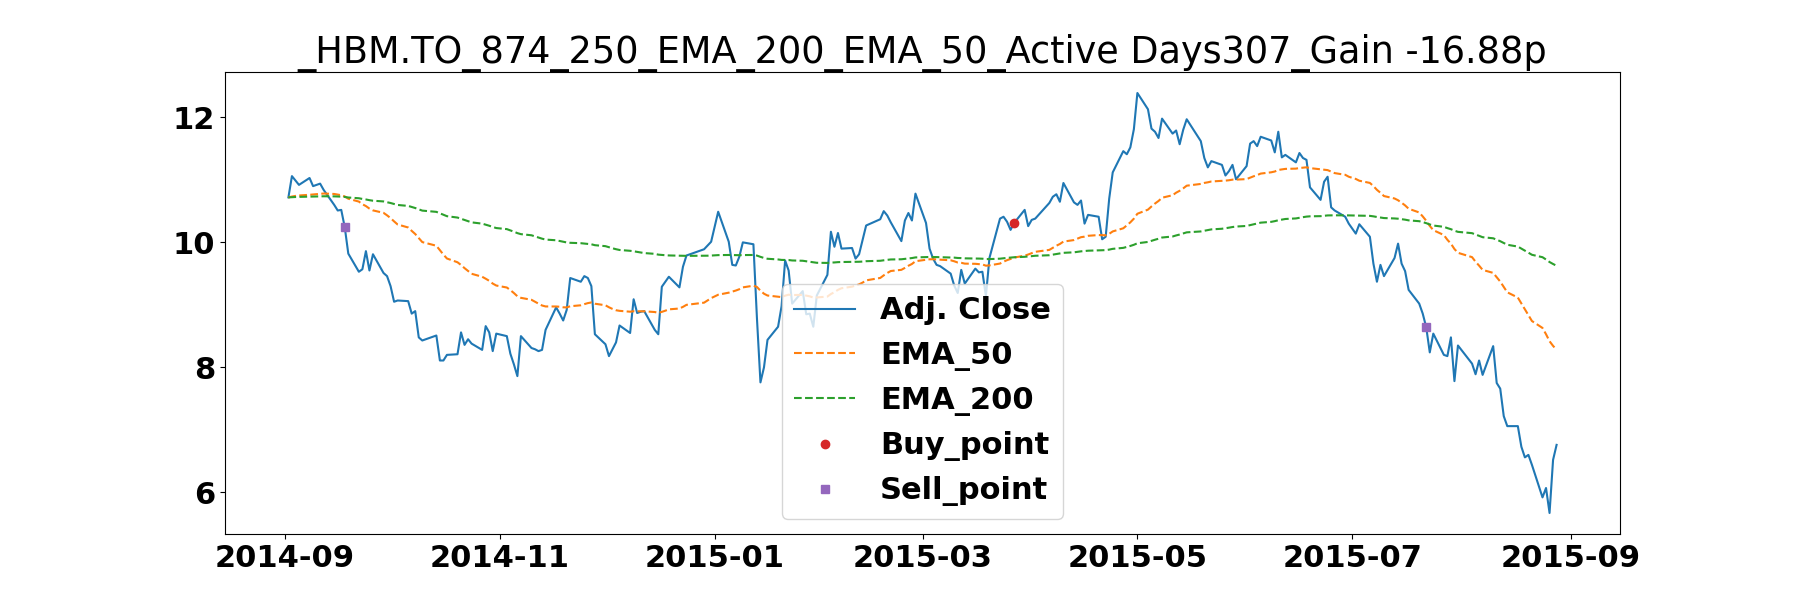 _HBM.TO_874_250_EMA_200_EMA_50_Active Days307_Gain -16.88p
12
10
8
6
Adj. Close
EMA_50
EMA_200
Buy_point
Sell_point
2014-09 2014-11 2015-01 2015-03 2015-05 2015-07 2015-09